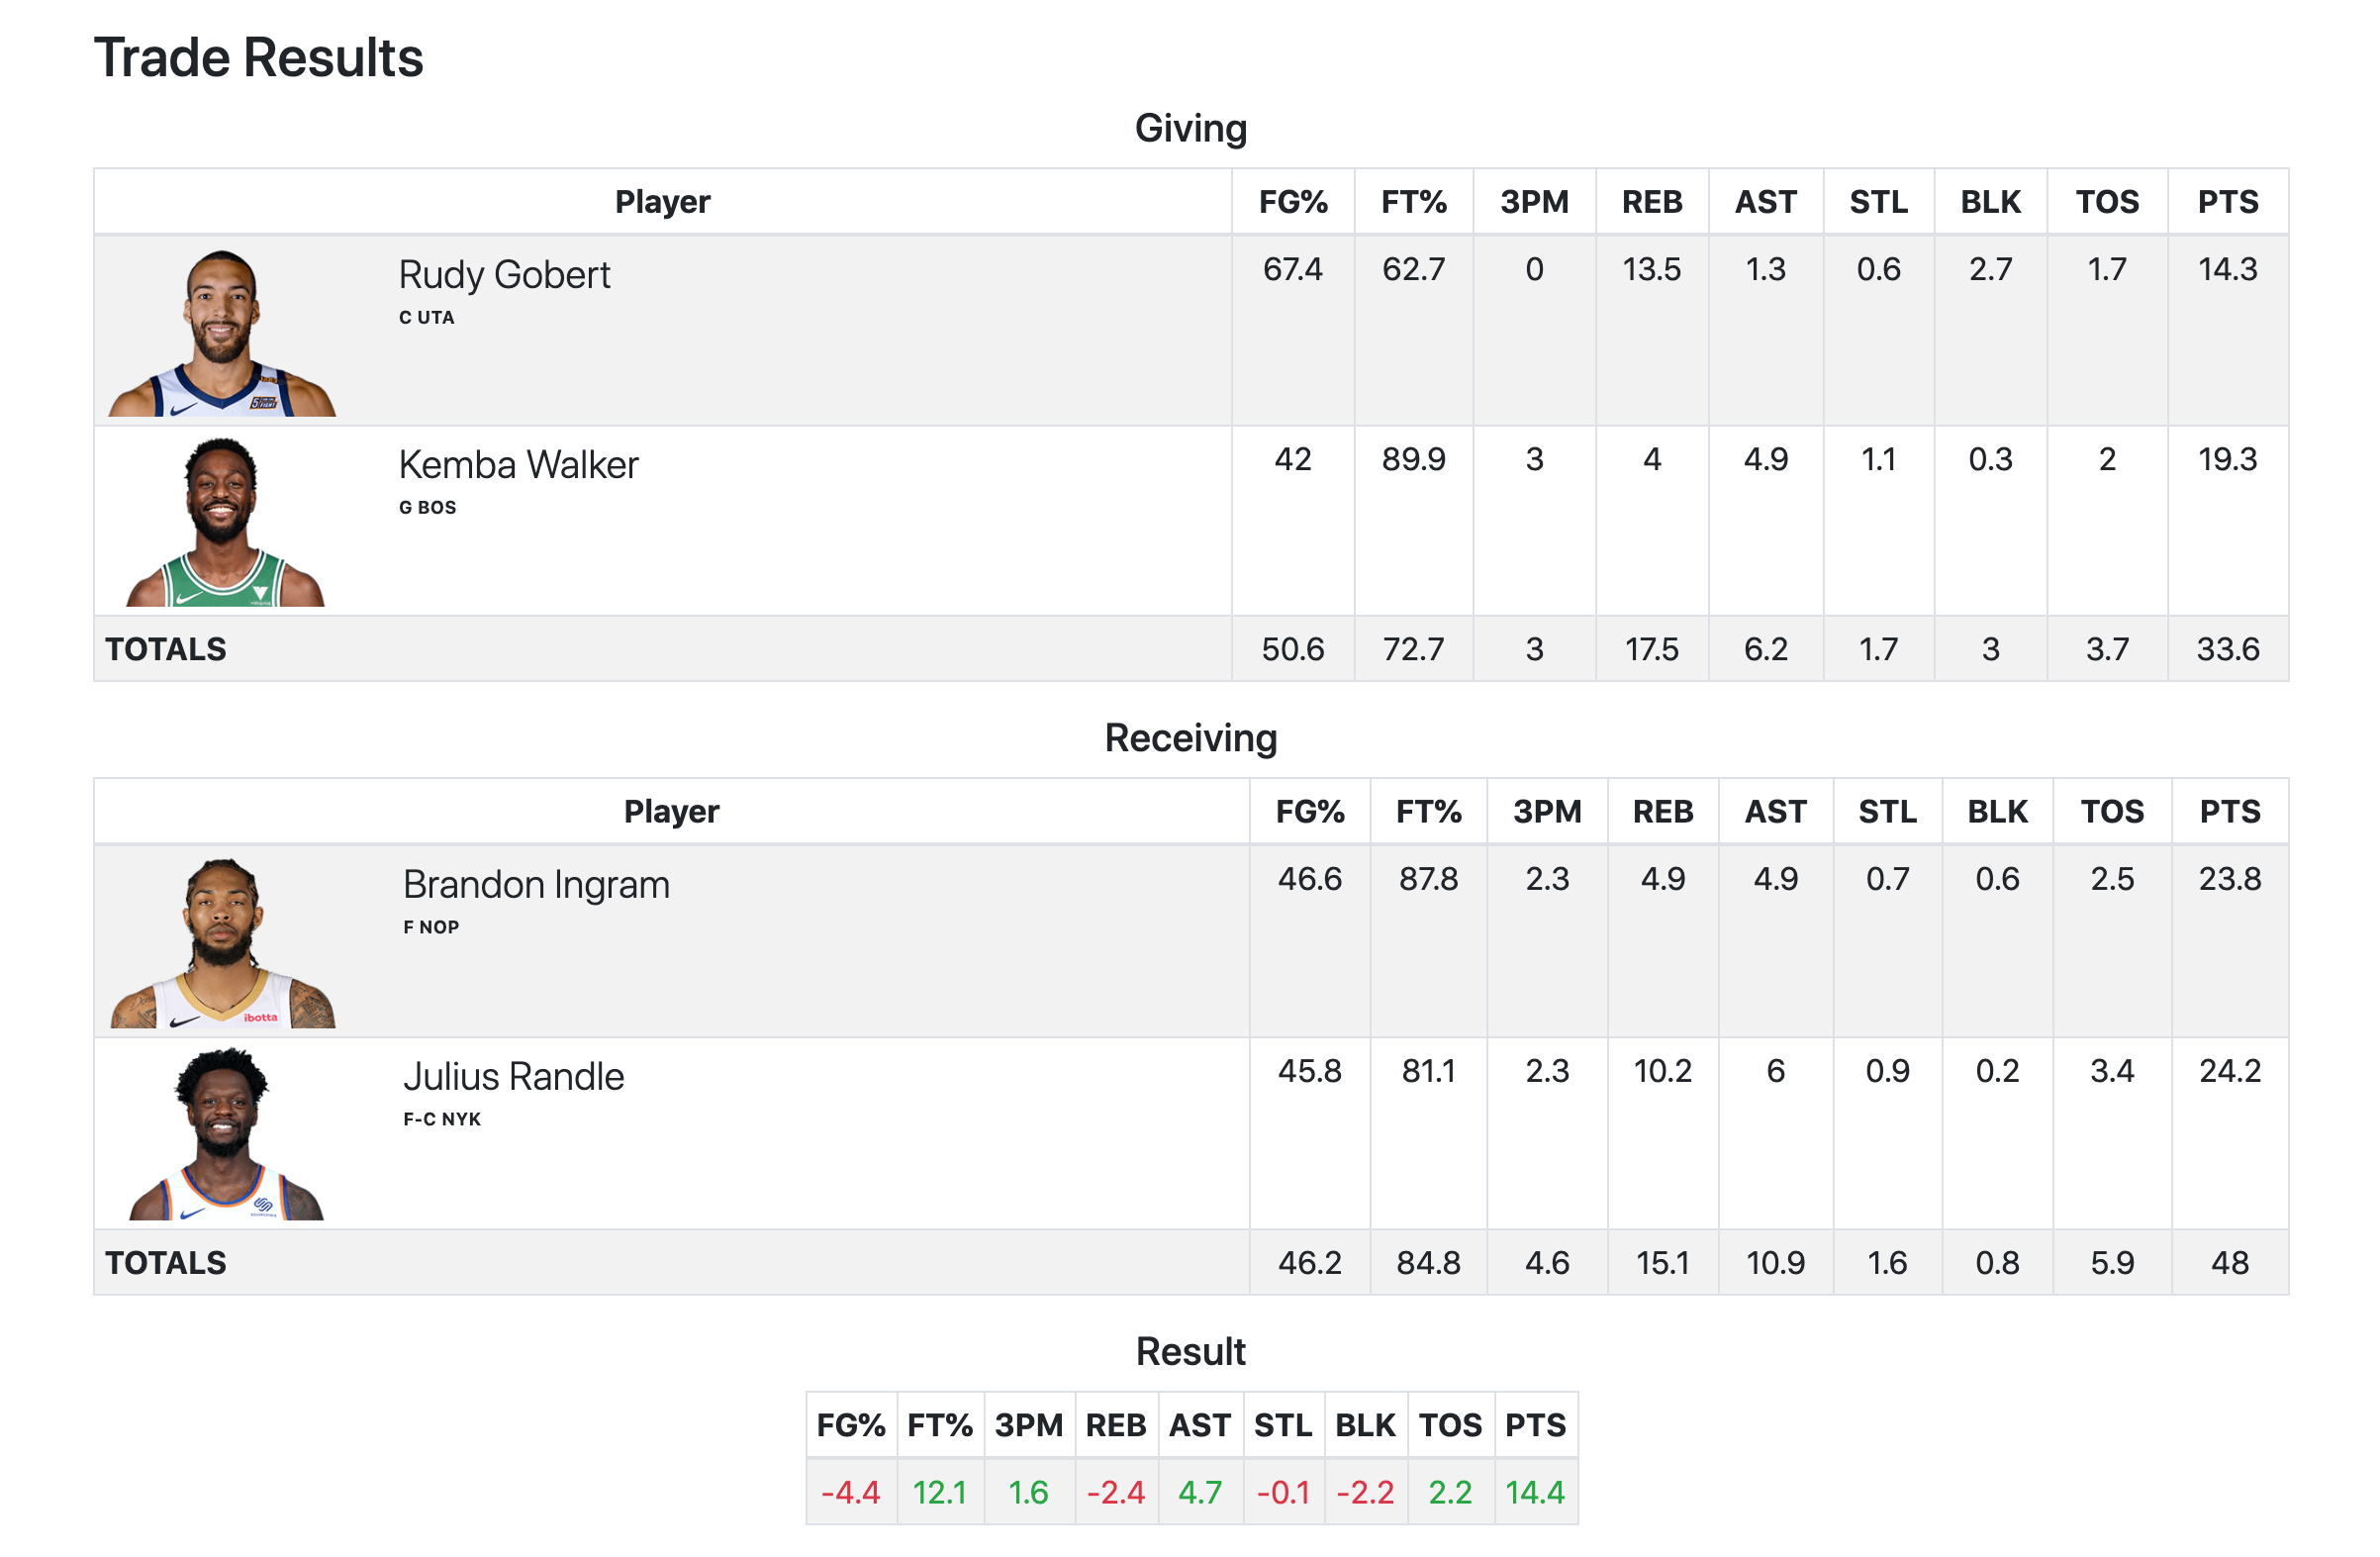 Trade Results
Giving
Player FG% FT% 3PM REB AST STL BLK TOS PTS
Rudy Gobert 67.4 62.7 0 13.5 1.3 0.6 2.7 1.7 14.3
C UTA
Kemba Walker 42 89.9 3 4 4.9 1.1 0.3 2 19.3
G BOS
TOTALS 50.6 72.7 3 17.5 6.2 1.7 3 3.7 33.6
Receiving
Player FG% FT% 3PM REB AST STL BLK TOS PTS
Brandon Ingram 46.6 87.8 2.3 4.9 4.9 0.7 0.6 2.5 23.8
F NOP
ibotta
Julius Randle 45.8 81.1 2.3 10.2 6 0.9 0.2 3.4 24.2
F-C NYK
TOTALS 46.2 84.8 4.6 15.1 10.9 1.6 0.8 5.9 48
Result
FG% FT% 3PM REB AST STL BLK TOS PTS
-4.4 12.1 1.6 -2.4 4.7 -0.1 -2.2 2.2 14.4